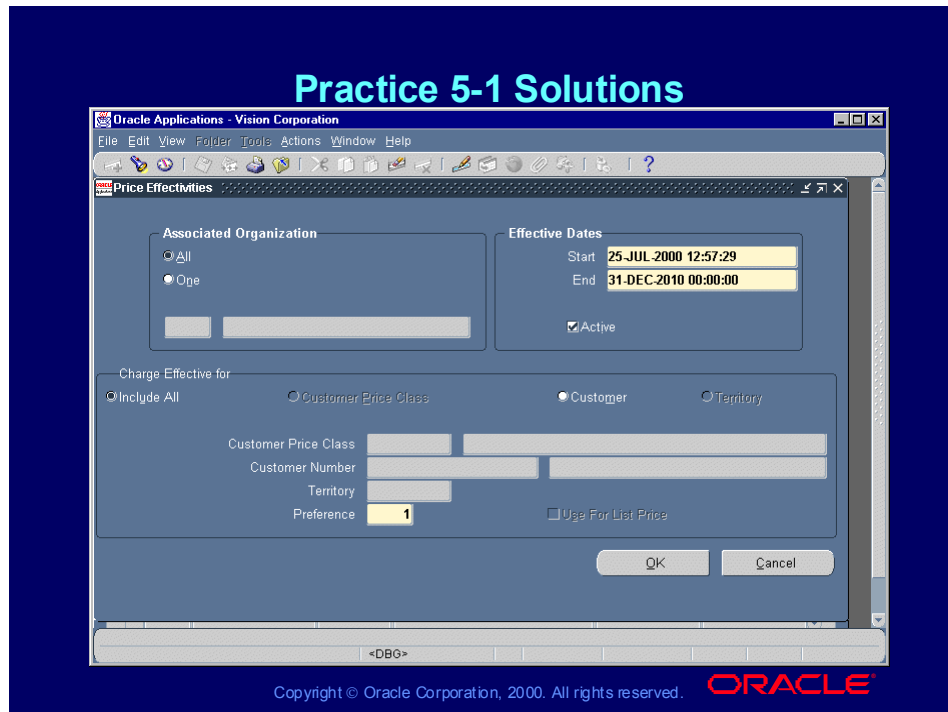 Practice 5-1 Solutions
Oracle Applications - Vision Corporation
File Edit View Folder Tools Actions Window Help
Price Effectivities
Associated Organization
All
One
Effective Dates
Start 25-JUL-2000 12:57:29
End 31-DEC-2010 00:00:00
Active
Charge Effective for
Include All Customer Price Class Customer Territory
Customer Price Class
Customer Number
Territory
Preference 1 Use For List Price
OK Cancel
<DBG>
Copyright © Oracle Corporation, 2000. All rights reserved. ORACLE